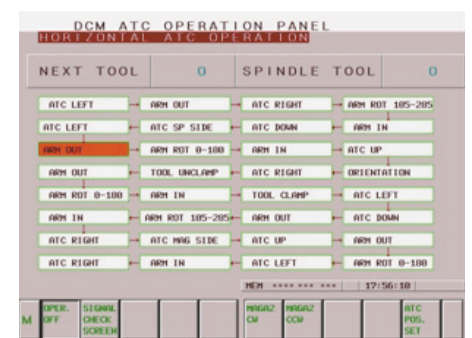 DCM ATC OPERATION PANEL
HORIZONTAL ATC OPERATION
NEXT TOOL 0 SPINDLE TOOL 0
ATC LEFT ARM OUT ATC RIGHT ARM ROT 105-205
ATC LEFT ATC SP SIDE ATC DOWN ARM IN
ARM OUT ARM ROT 0-180 ARM IN ATC UP
ARM OUT TOOL UNCLAMP ATC RIGHT ORIENTATION
ARM ROT 0-180 ARM IN TOOL CLAMP ATC LEFT
ARM IN ARM ROT 105-205 ARM OUT ATC DOWN
ATC RIGHT ATC MAG SIDE ATC UP ARM OUT
ATC RIGHT ARM IN ATC LEFT ARM ROT 0-180
MEM **** *** *** 17:56:10
M OPER. OFF SIGNAL CHECK SCREEN MAGAZ CW MAGAZ CCW ATC POS. SET